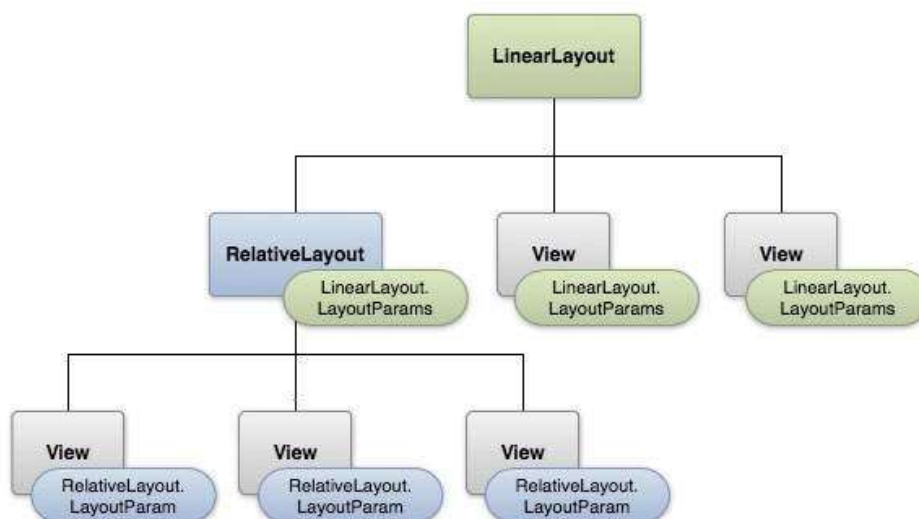 LinearLayout
RelativeLayout
LinearLayout.
LayoutParams
View
LinearLayout.
LayoutParams
View
LinearLayout.
LayoutParams
View
RelativeLayout.
LayoutParam
View
RelativeLayout.
LayoutParam
View
RelativeLayout.
LayoutParam